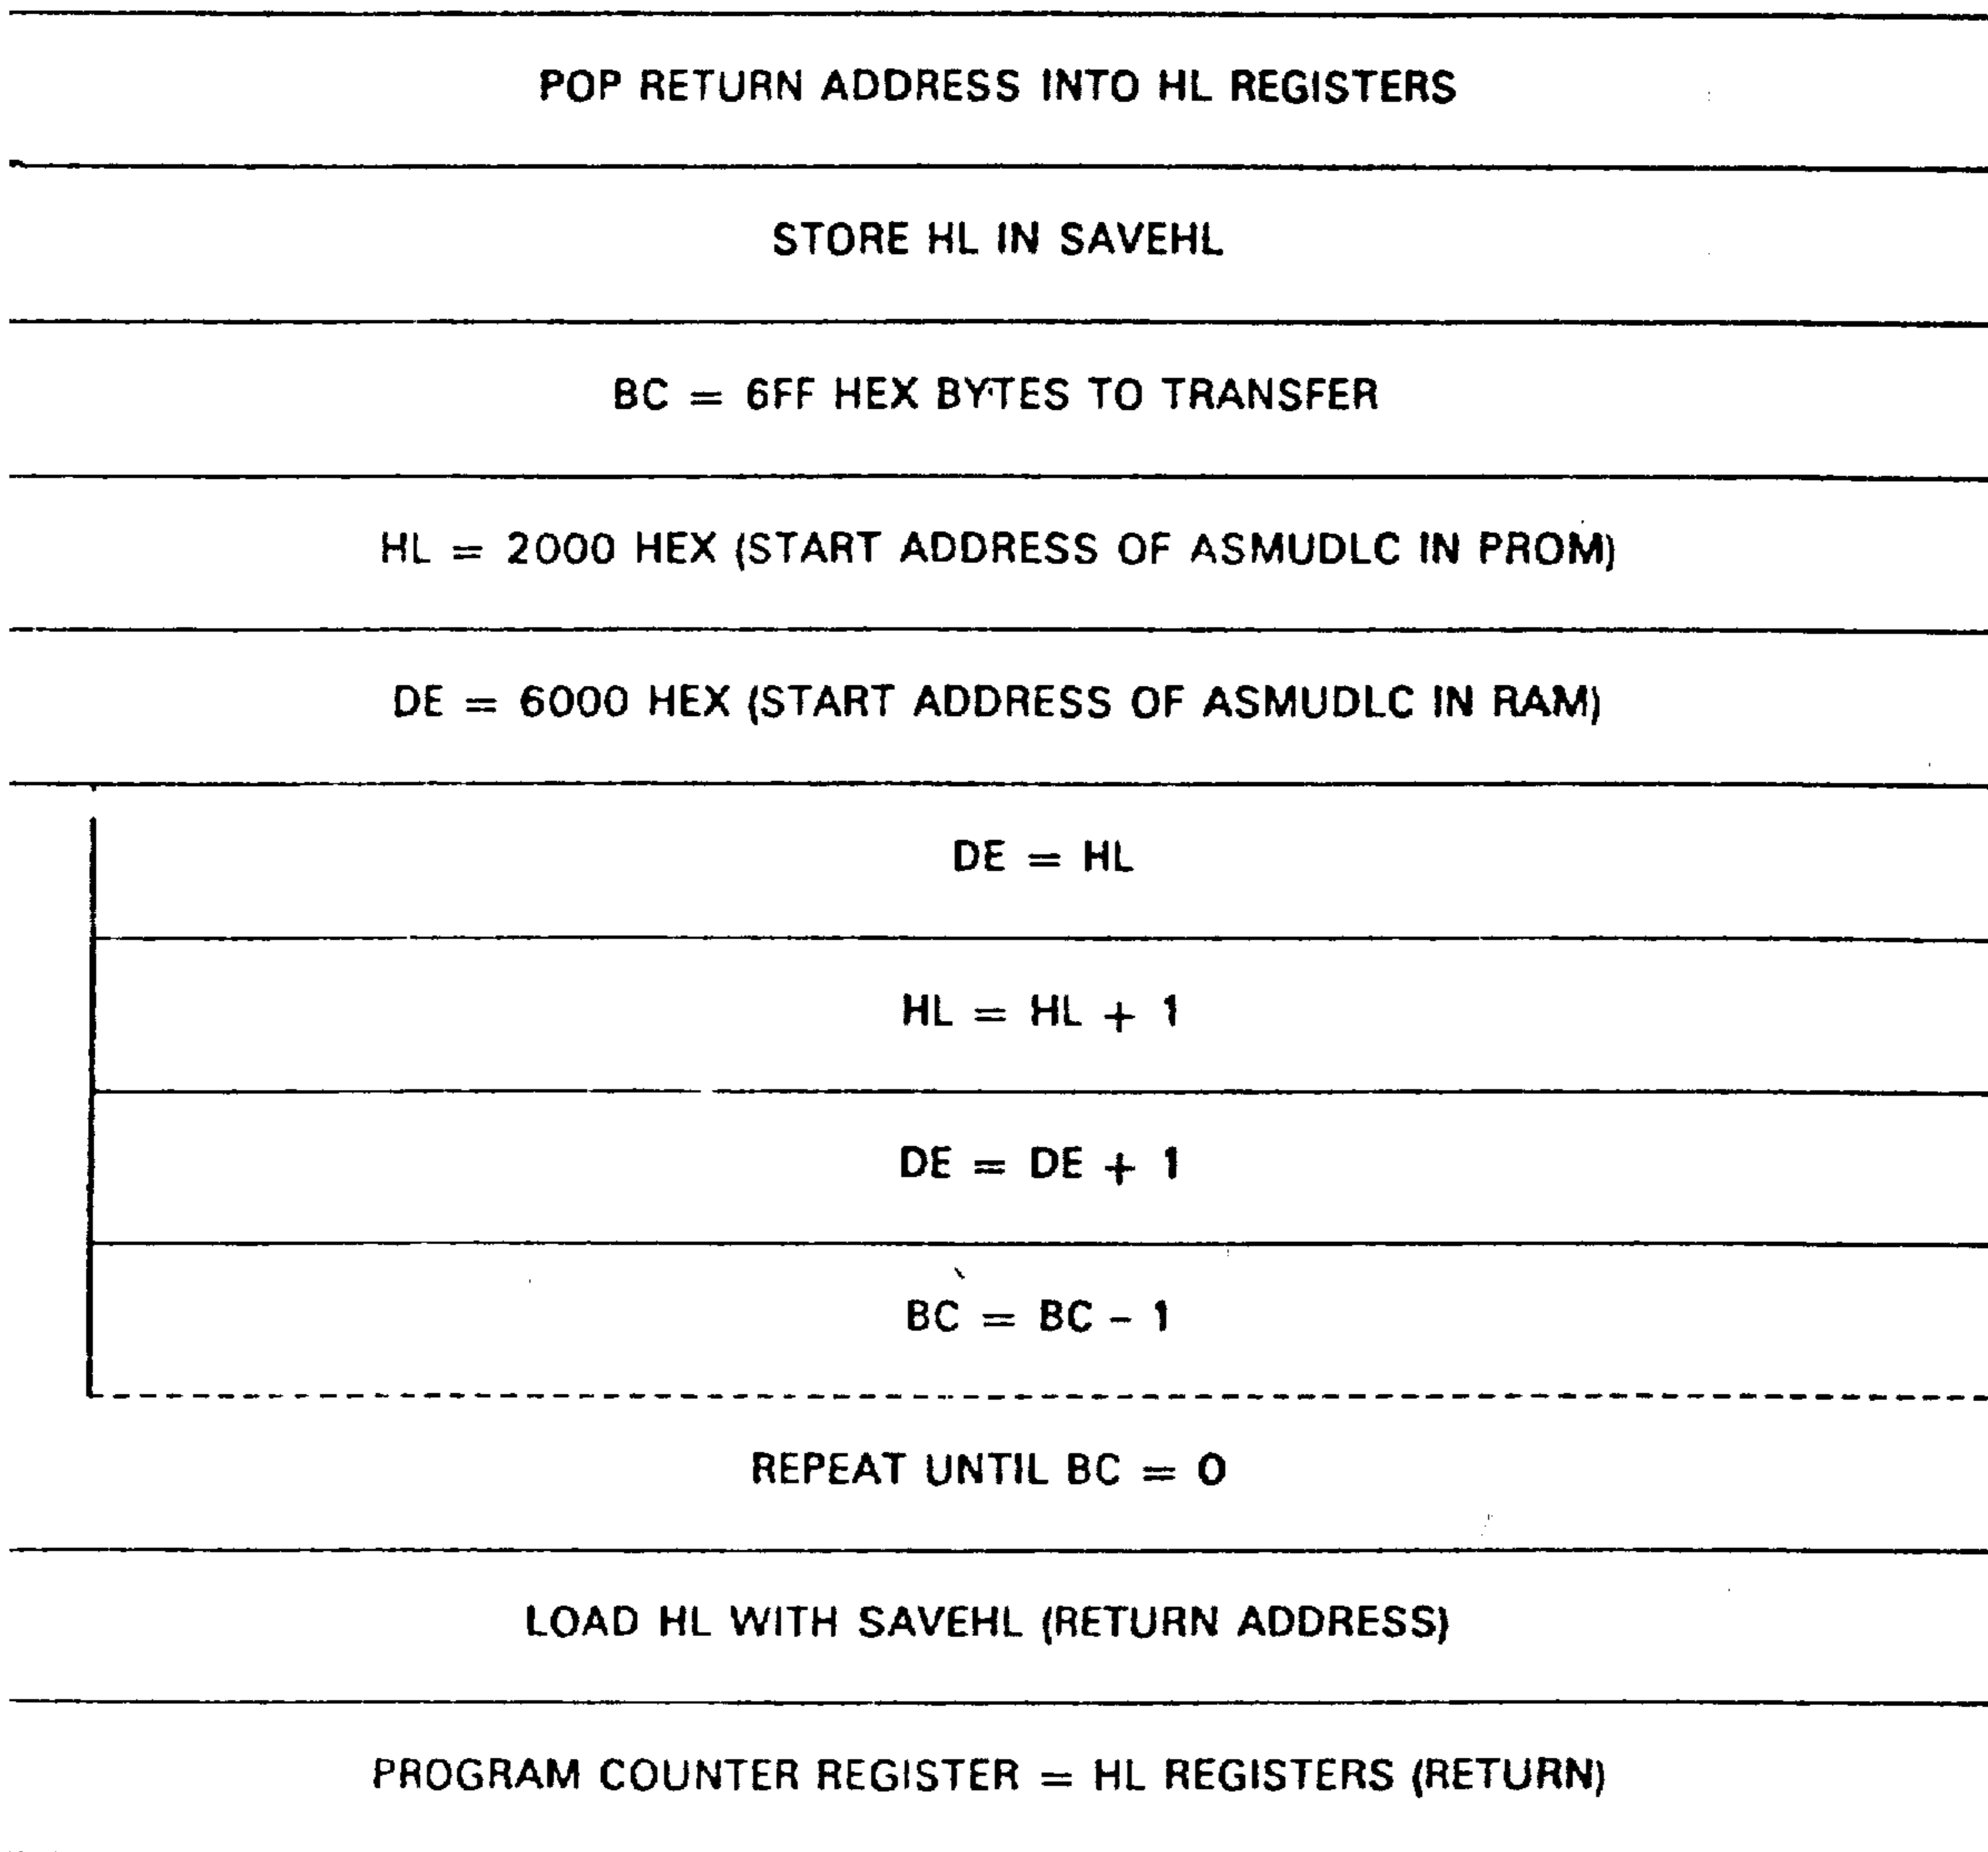 POP RETURN ADDRESS INTO HL REGISTERS
STORE HL IN SAVEHL
BC = 6FF HEX BYTES TO TRANSFER
HL = 2000 HEX (START ADDRESS OF ASMUDLC IN PROM)
DE = 6000 HEX (START ADDRESS OF ASMUDLC IN RAM)
DE = HL
HL = HL + 1
DE = DE + 1
BC = BC - 1
REPEAT UNTIL BC = 0
LOAD HL WITH SAVEHL (RETURN ADDRESS)
PROGRAM COUNTER REGISTER = HL REGISTERS (RETURN)